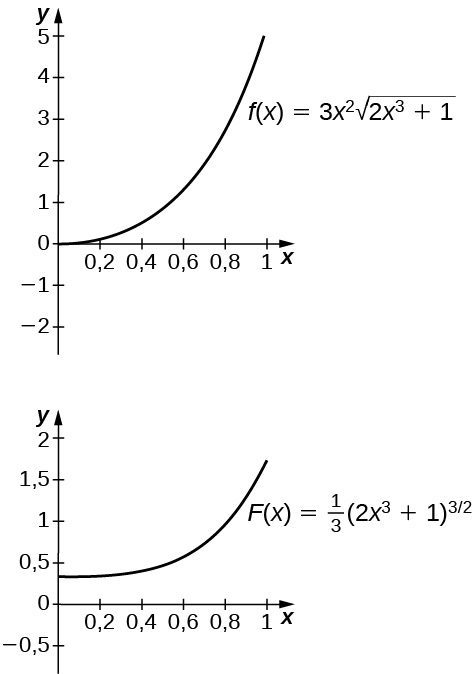 y
5
4
f(x) = 3x²√(2x³ + 1)
3
2
1
0
0,2 0,4 0,6 0,8 1 x
−1
−2
y
2
1,5
F(x) = 1/3(2x³ + 1)^3/2
1
0,5
0
0,2 0,4 0,6 0,8 1 x
−0,5